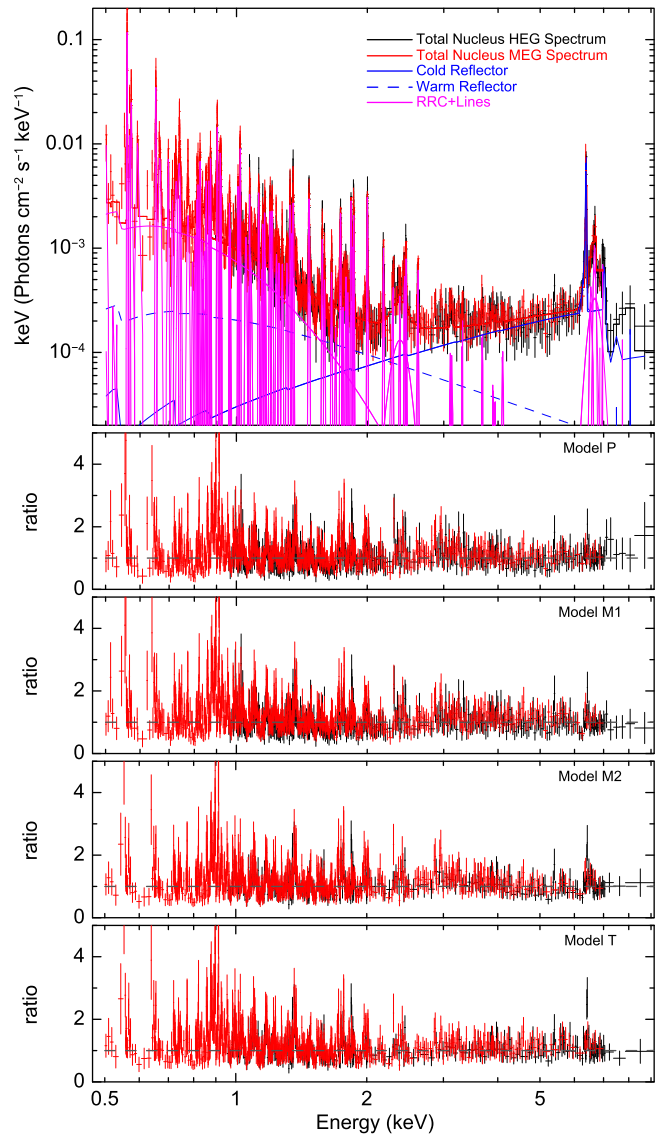 0.1
Total Nucleus HEG Spectrum
Total Nucleus MEG Spectrum
Cold Reflector
Warm Reflector
RRC+Lines
0.01
10⁻³
10⁻⁴
keV (Photons cm⁻² s⁻¹ keV⁻¹)
Model P
4
2
0
ratio
Model M1
4
2
0
ratio
Model M2
4
2
0
ratio
Model T
4
2
0
ratio
0.5 1 2 5
Energy (keV)